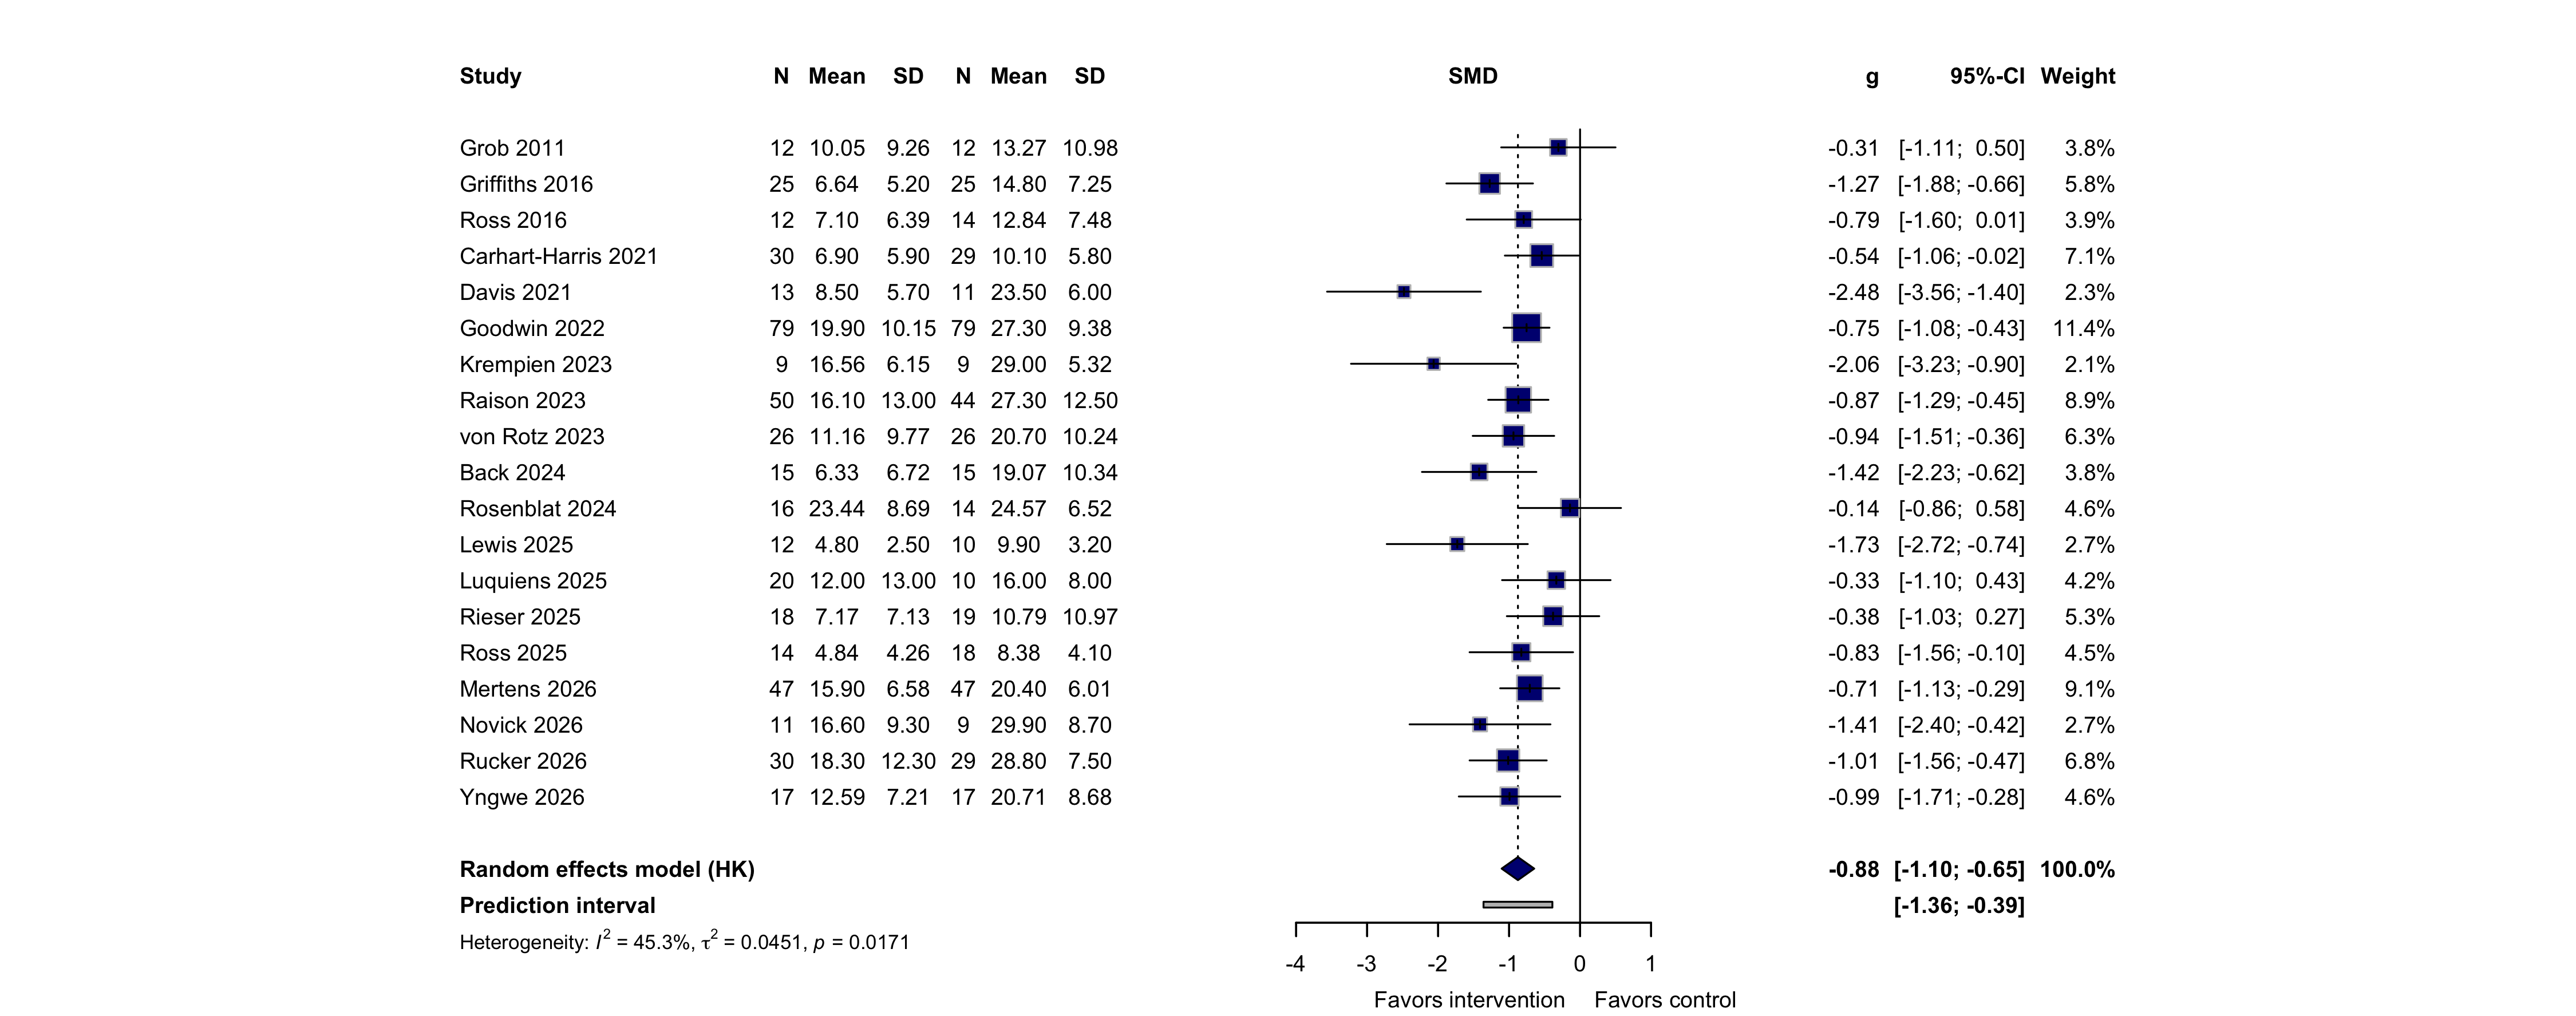 Study N Mean SD N Mean SD SMD g 95%-CI Weight
Grob 2011 12 10.05 9.26 12 13.27 10.98 -0.31 [-1.11; 0.50] 3.8%
Griffiths 2016 25 6.64 5.20 25 14.80 7.25 -1.27 [-1.88; -0.66] 5.8%
Ross 2016 12 7.10 6.39 14 12.84 7.48 -0.79 [-1.60; 0.01] 3.9%
Carhart-Harris 2021 30 6.90 5.90 29 10.10 5.80 -0.54 [-1.06; -0.02] 7.1%
Davis 2021 13 8.50 5.70 11 23.50 6.00 -2.48 [-3.56; -1.40] 2.3%
Goodwin 2022 79 19.90 10.15 79 27.30 9.38 -0.75 [-1.08; -0.43] 11.4%
Krempien 2023 9 16.56 6.15 9 29.00 5.32 -2.06 [-3.23; -0.90] 2.1%
Raison 2023 50 16.10 13.00 44 27.30 12.50 -0.87 [-1.29; -0.45] 8.9%
von Rotz 2023 26 11.16 9.77 26 20.70 10.24 -0.94 [-1.51; -0.36] 6.3%
Back 2024 15 6.33 6.72 15 19.07 10.34 -1.42 [-2.23; -0.62] 3.8%
Rosenblat 2024 16 23.44 8.69 14 24.57 6.52 -0.14 [-0.86; 0.58] 4.6%
Lewis 2025 12 4.80 2.50 10 9.90 3.20 -1.73 [-2.72; -0.74] 2.7%
Luquiens 2025 20 12.00 13.00 10 16.00 8.00 -0.33 [-1.10; 0.43] 4.2%
Rieser 2025 18 7.17 7.13 19 10.79 10.97 -0.38 [-1.03; 0.27] 5.3%
Ross 2025 14 4.84 4.26 18 8.38 4.10 -0.83 [-1.56; -0.10] 4.5%
Mertens 2026 47 15.90 6.58 47 20.40 6.01 -0.71 [-1.13; -0.29] 9.1%
Novick 2026 11 16.60 9.30 9 29.90 8.70 -1.41 [-2.40; -0.42] 2.7%
Rucker 2026 30 18.30 12.30 29 28.80 7.50 -1.01 [-1.56; -0.47] 6.8%
Yngwe 2026 17 12.59 7.21 17 20.71 8.68 -0.99 [-1.71; -0.28] 4.6%
Random effects model (HK) -0.88 [-1.10; -0.65] 100.0%
Prediction interval [-1.36; -0.39]
Heterogeneity: I² = 45.3%, τ² = 0.0451, p = 0.0171
-4 -3 -2 -1 0 1
Favors intervention Favors control